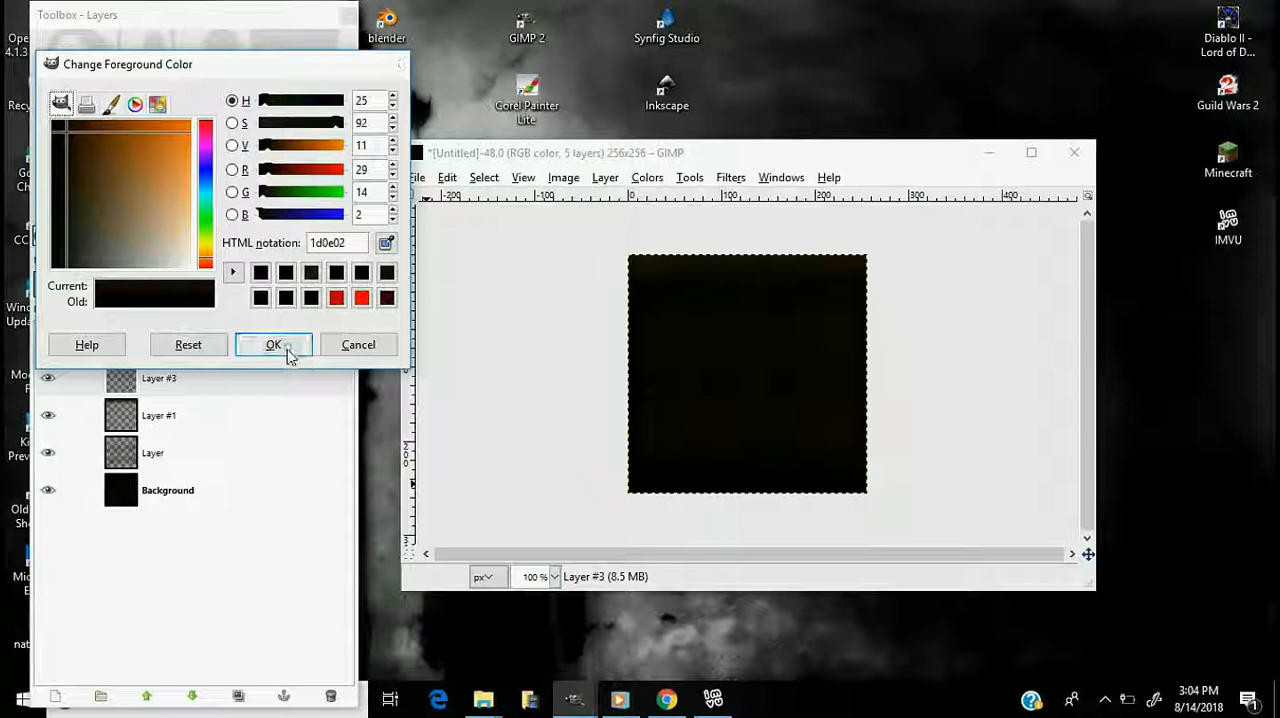 Toolbox - Layers
Change Foreground Color
H 25
S 92
V 11
R 29
G 14
B 2
HTML notation: 1d0e02
Current:
Old:
Help
Reset
OK
Cancel
Layer #3
Layer #1
Layer
Background
blender
GIMP 2
Synfig Studio
Corel Painter
Lite
Inkscape
Diablo II -
Lord of D...
Guild Wars 2
Minecraft
IMVU
*[Untitled]-48.0 (RGB color, 5 layers) 256x256 – GIMP
Edit Select View Image Layer Colors Tools Filters Windows Help
-200 -100 0 100 200 300 400
px 100 % Layer #3 (8.5 MB)
3:04 PM
8/14/2018